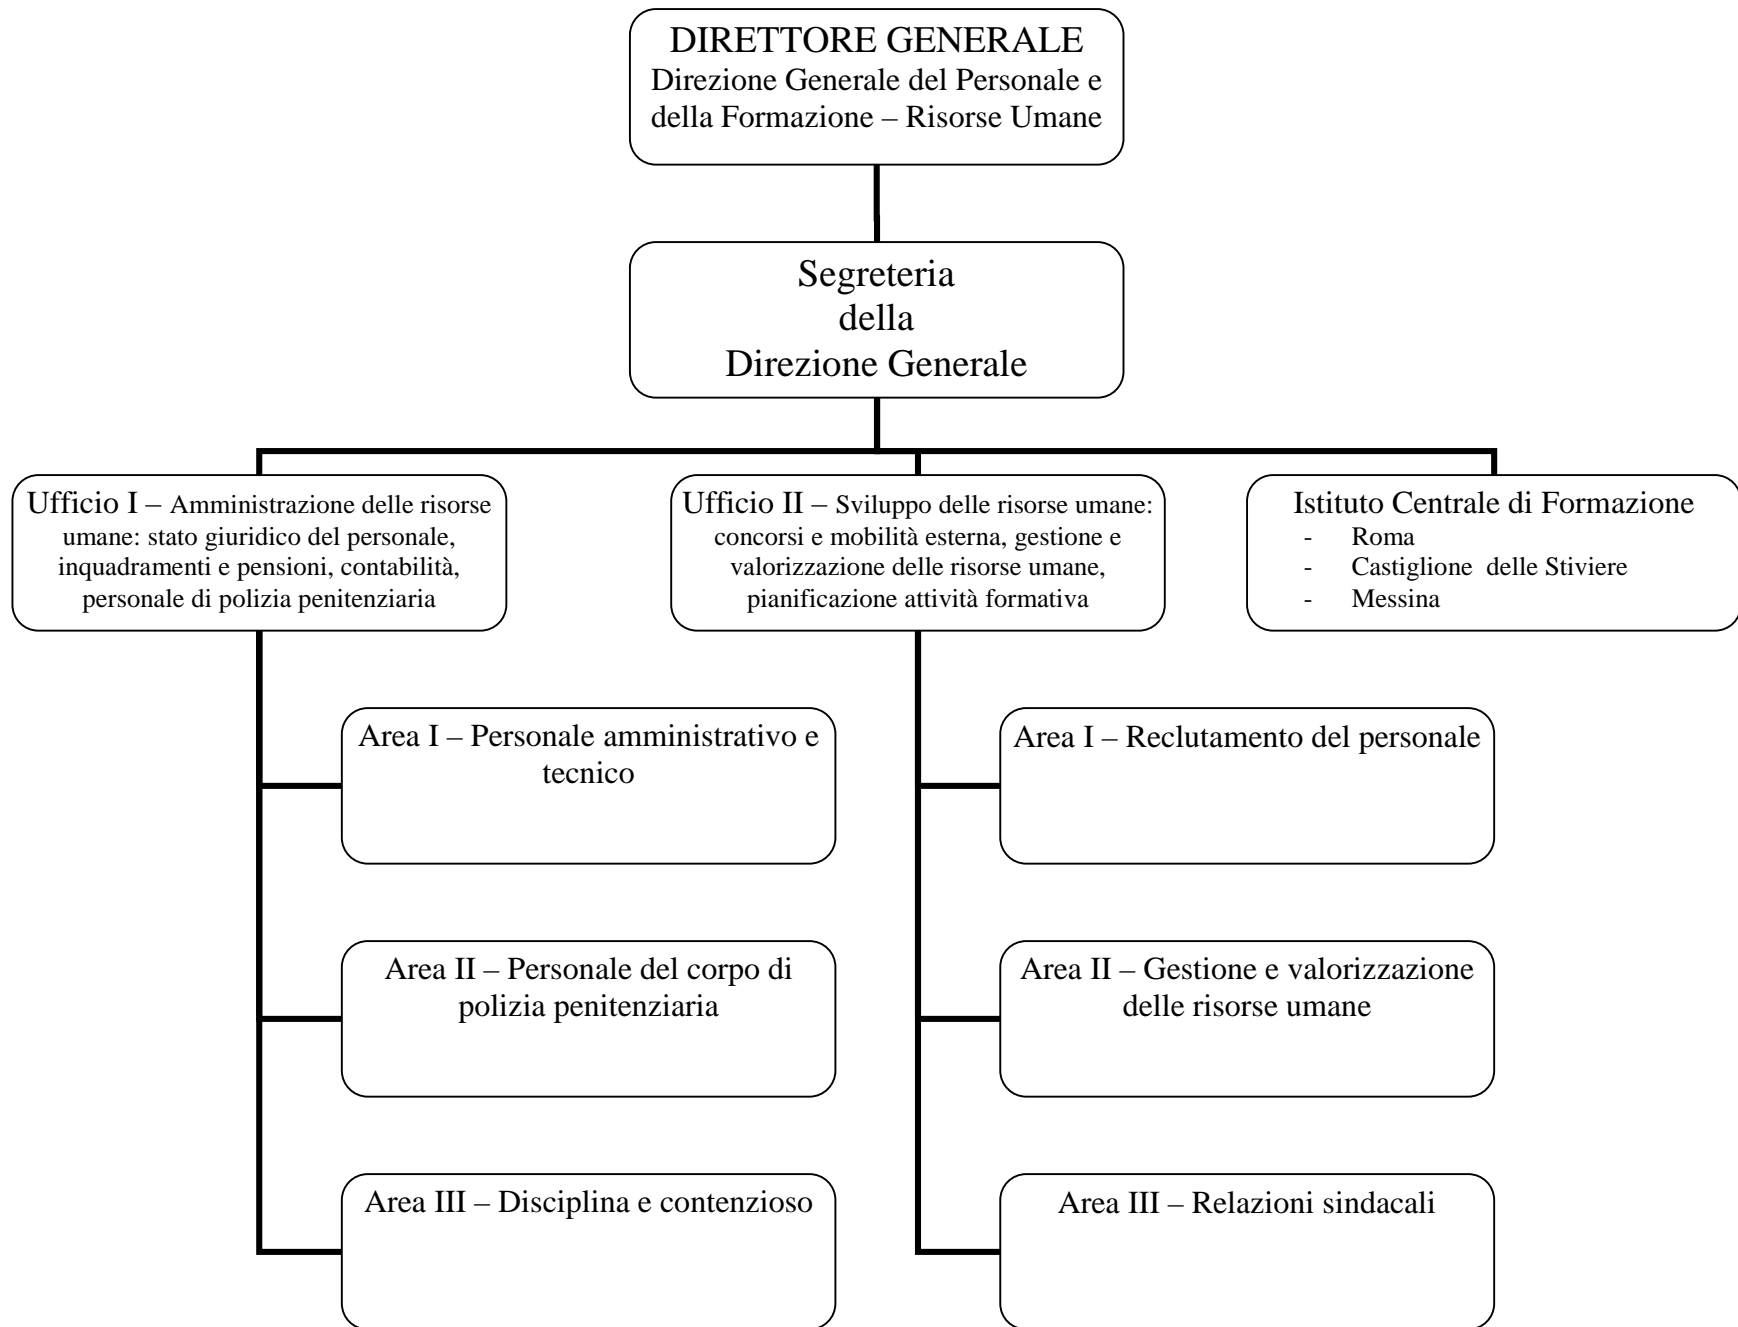 DIRETTORE GENERALE
Direzione Generale del Personale e
della Formazione – Risorse Umane
Segreteria
della
Direzione Generale
Ufficio I – Amministrazione delle risorse
umane: stato giuridico del personale,
inquadramenti e pensioni, contabilità,
personale di polizia penitenziaria
Ufficio II – Sviluppo delle risorse umane:
concorsi e mobilità esterna, gestione e
valorizzazione delle risorse umane,
pianificazione attività formativa
Istituto Centrale di Formazione
- Roma
- Castiglione delle Stiviere
- Messina
Area I – Personale amministrativo e
tecnico
Area I – Reclutamento del personale
Area II – Personale del corpo di
polizia penitenziaria
Area II – Gestione e valorizzazione
delle risorse umane
Area III – Disciplina e contenzioso
Area III – Relazioni sindacali